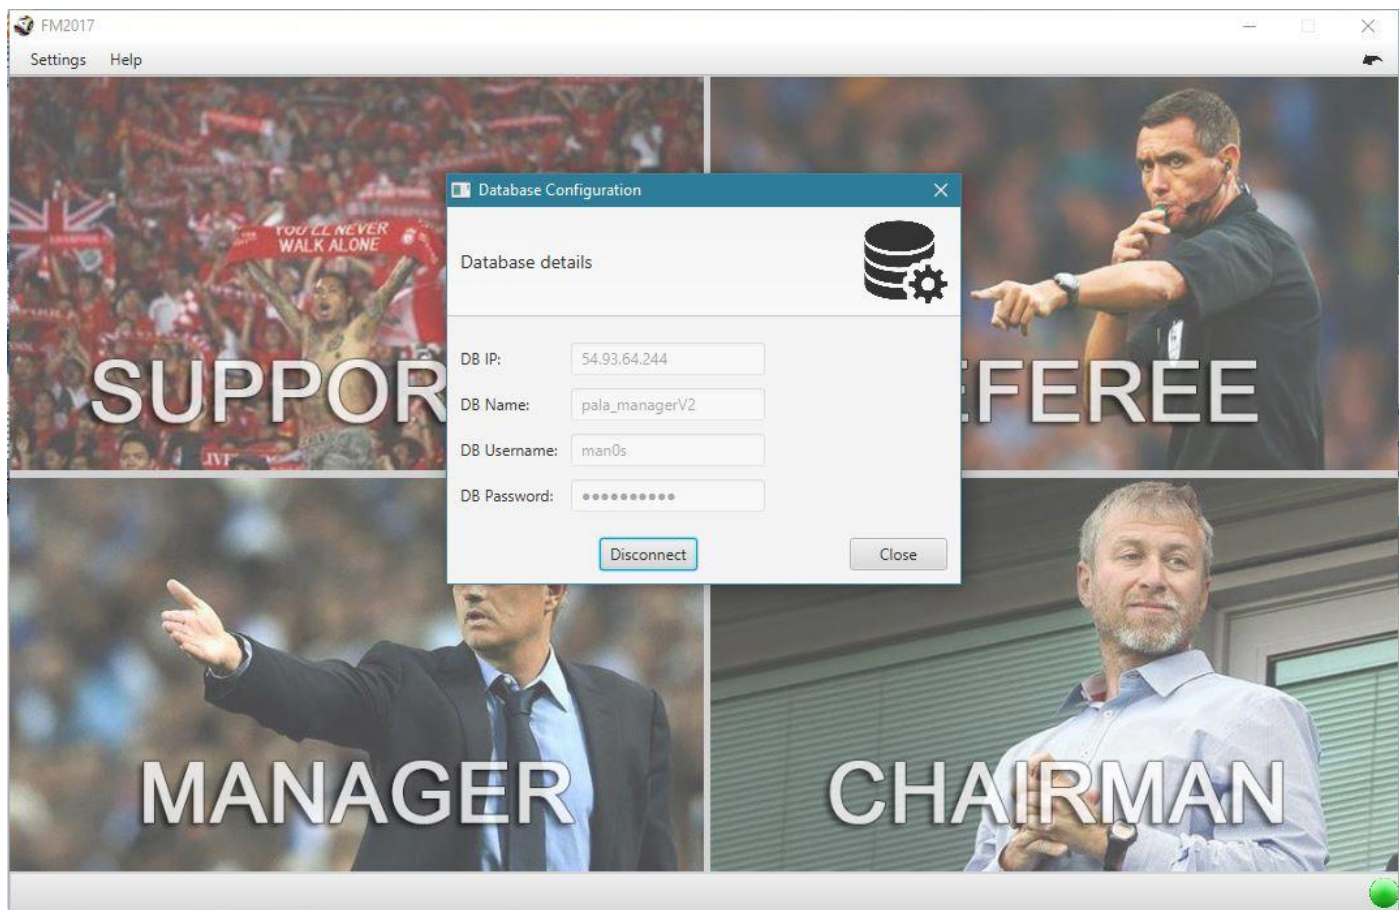 FM2017
Settings Help
YOU'LL NEVER
WALK ALONE
LIVERPOOL
SUPPOR
EFEREE
MANAGER
CHAIRMAN
Database Configuration
Database details
DB IP: 54.93.64.244
DB Name: pala_managerV2
DB Username: man0s
DB Password: ●●●●●●●●●●
Disconnect Close